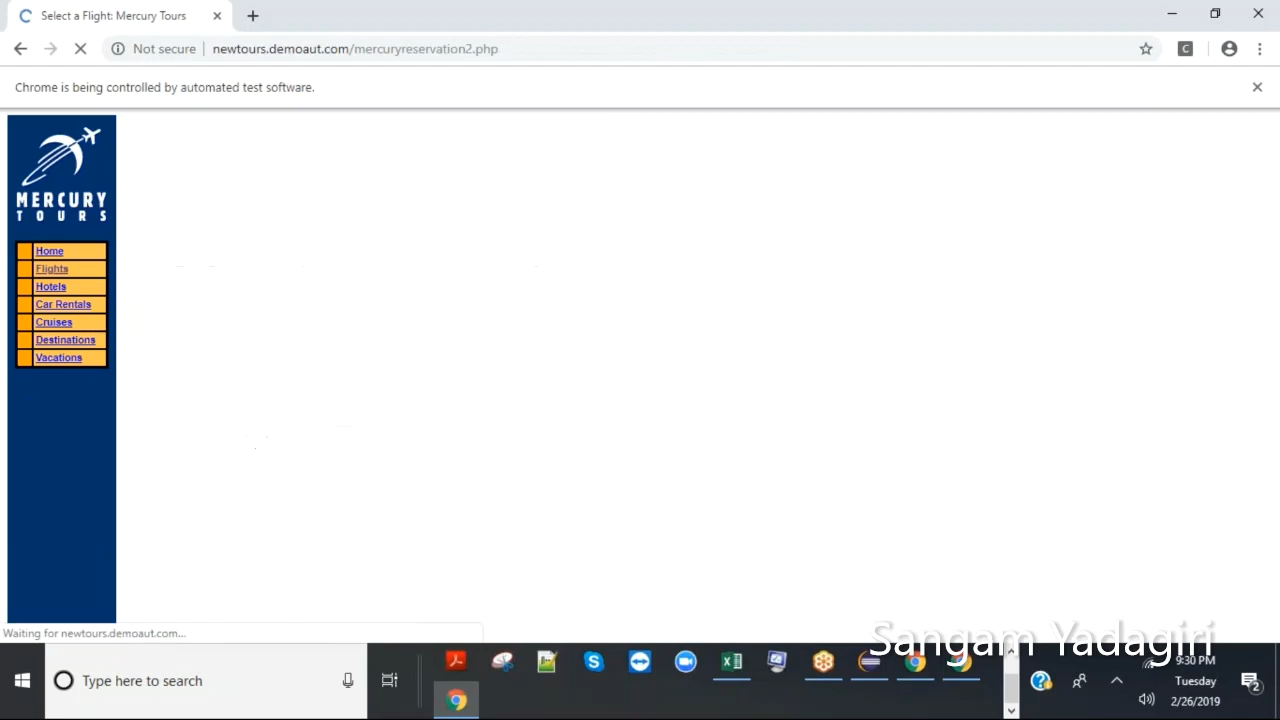 Select a Flight: Mercury Tours
Not secure
newtours.demoaut.com/mercuryreservation2.php
C
Chrome is being controlled by automated test software.
MERCURY
TOURS
Home
Flights
Hotels
Car Rentals
Cruises
Destinations
Vacations
Waiting for newtours.demoaut.com...
Sangam Yadagiri
Type here to search
9:30 PM
Tuesday
2/26/2019
2